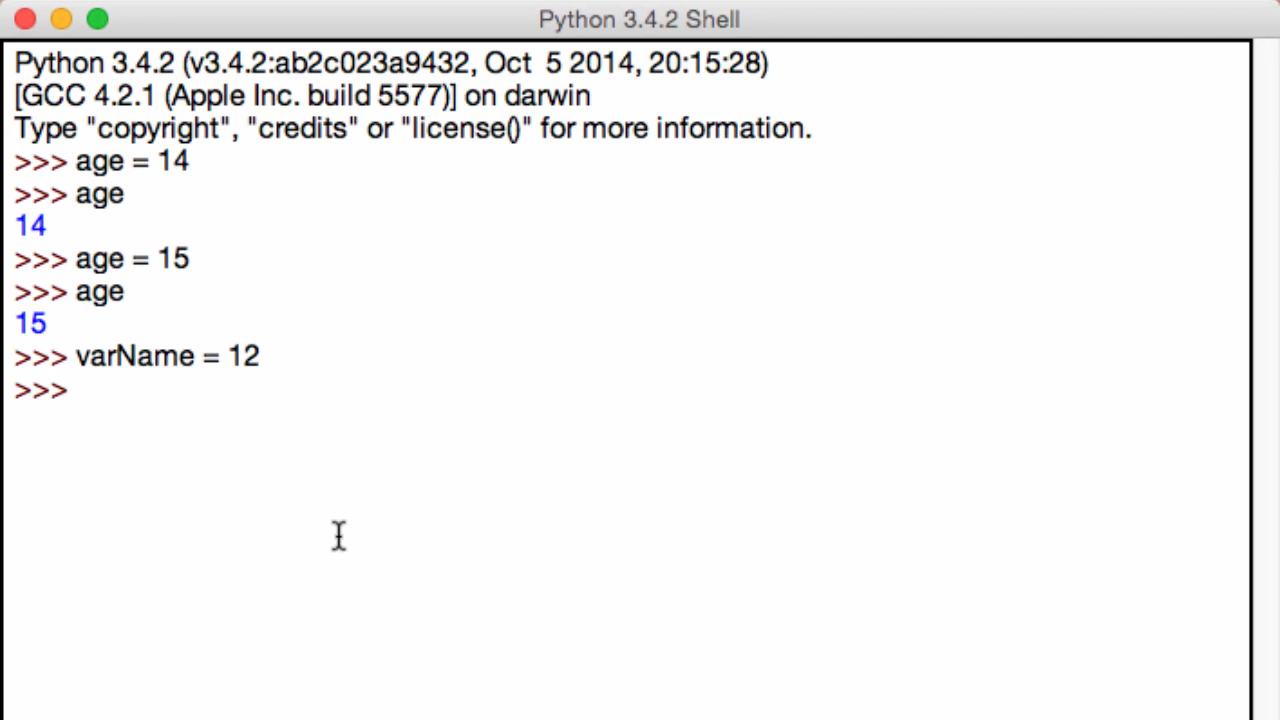 Python 3.4.2 Shell
Python 3.4.2 (v3.4.2:ab2c023a9432, Oct  5 2014, 20:15:28)
[GCC 4.2.1 (Apple Inc. build 5577)] on darwin
Type "copyright", "credits" or "license()" for more information.
>>> age = 14
>>> age
14
>>> age = 15
>>> age
15
>>> varName = 12
>>>